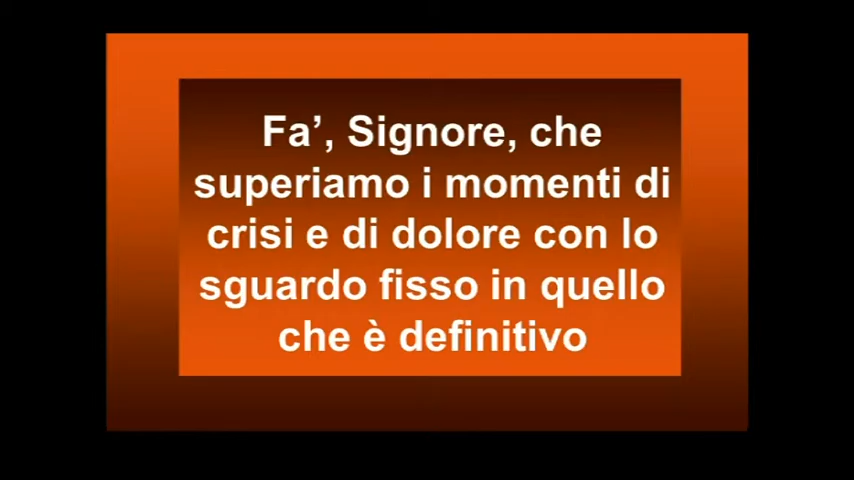 Fa’, Signore, che
superiamo i momenti di
crisi e di dolore con lo
sguardo fisso in quello
che è definitivo